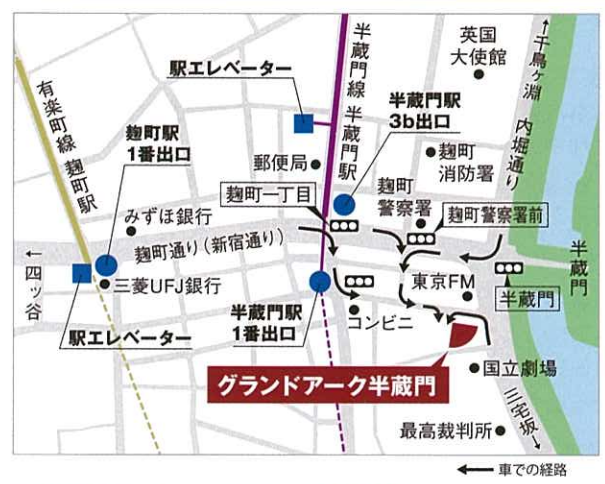 英国
大使館
↑千鳥ヶ淵
内堀通り
半蔵門線 半蔵門駅
駅エレベーター
半蔵門駅
3b出口
有楽町線 麹町駅
麹町駅
1番出口
郵便局
麹町
消防署
麹町一丁目
麹町
警察署
麹町警察署前
みずほ銀行
麹町通り(新宿通り)
←四ッ谷
三菱UFJ銀行
駅エレベーター
半蔵門駅
1番出口
コンビニ
東京FM
半蔵門
半蔵門
グランドアーク半蔵門
国立劇場
三宅坂↓
最高裁判所
← 車での経路